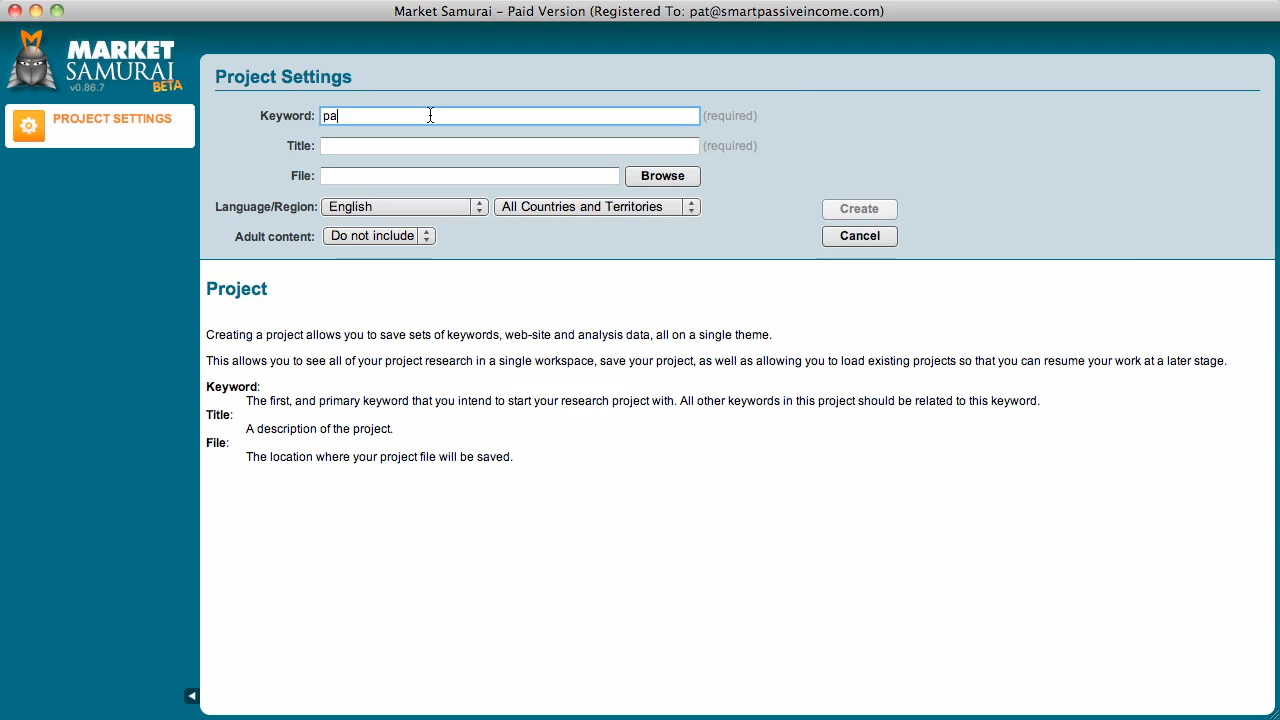 Market Samurai – Paid Version (Registered To: pat@smartpassiveincome.com)
MARKET
SAMURAI
v0.86.7 BETA
PROJECT SETTINGS
Project Settings
Keyword: pa (required)
Title: (required)
File: Browse
Language/Region: English All Countries and Territories Create
Adult content: Do not include Cancel
Project
Creating a project allows you to save sets of keywords, web-site and analysis data, all on a single theme.
This allows you to see all of your project research in a single workspace, save your project, as well as allowing you to load existing projects so that you can resume your work at a later stage.
Keyword:
The first, and primary keyword that you intend to start your research project with. All other keywords in this project should be related to this keyword.
Title:
A description of the project.
File:
The location where your project file will be saved.